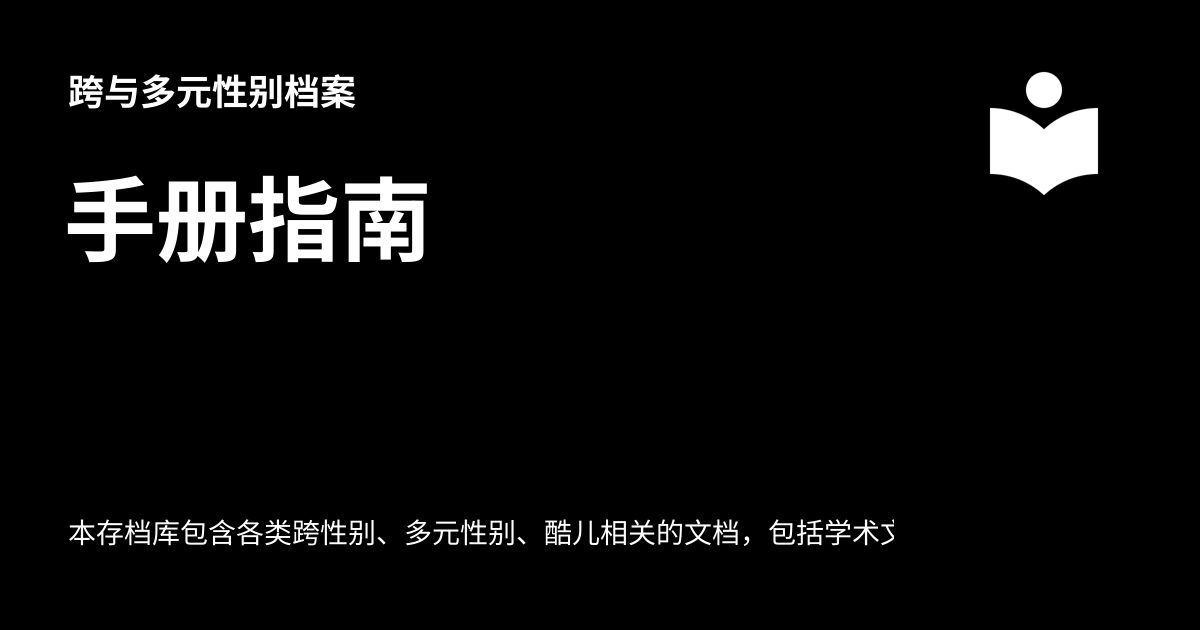 跨与多元性别档案
手册指南
本存档库包含各类跨性别、多元性别、酷儿相关的文档，包括学术